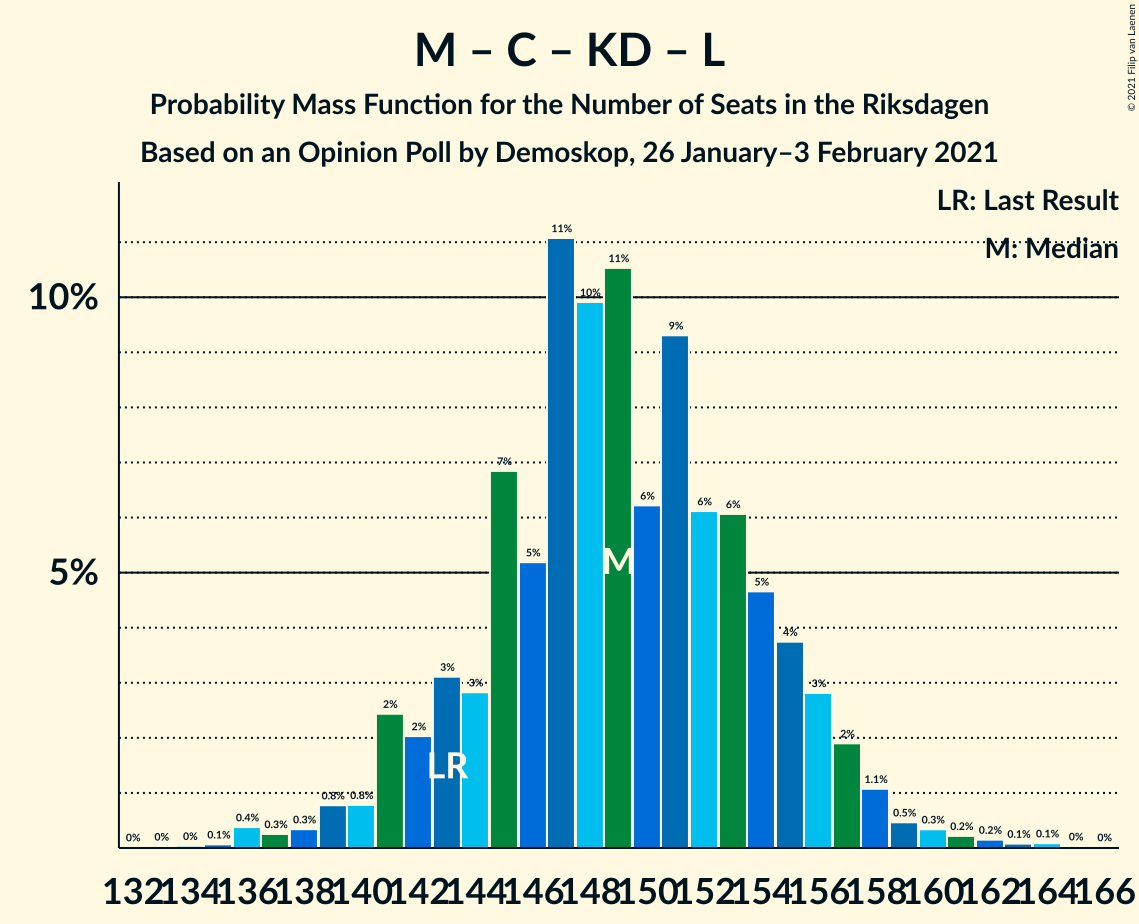 M – C – KD – L
Probability Mass Function for the Number of Seats in the Riksdagen
Based on an Opinion Poll by Demoskop, 26 January–3 February 2021
© 2021 Filip van Laenen
LR: Last Result
M: Median
10%
5%
0% 0% 0% 0.1% 0.4% 0.3% 0.3% 0.8% 0.8% 2% 2% 3% 3% 7% 5% 11% 10% 11% 6% 9% 6% 6% 5% 4% 3% 2% 1.1% 0.5% 0.3% 0.2% 0.2% 0.1% 0.1% 0% 0%
M
LR
132 134 136 138 140 142 144 146 148 150 152 154 156 158 160 162 164 166